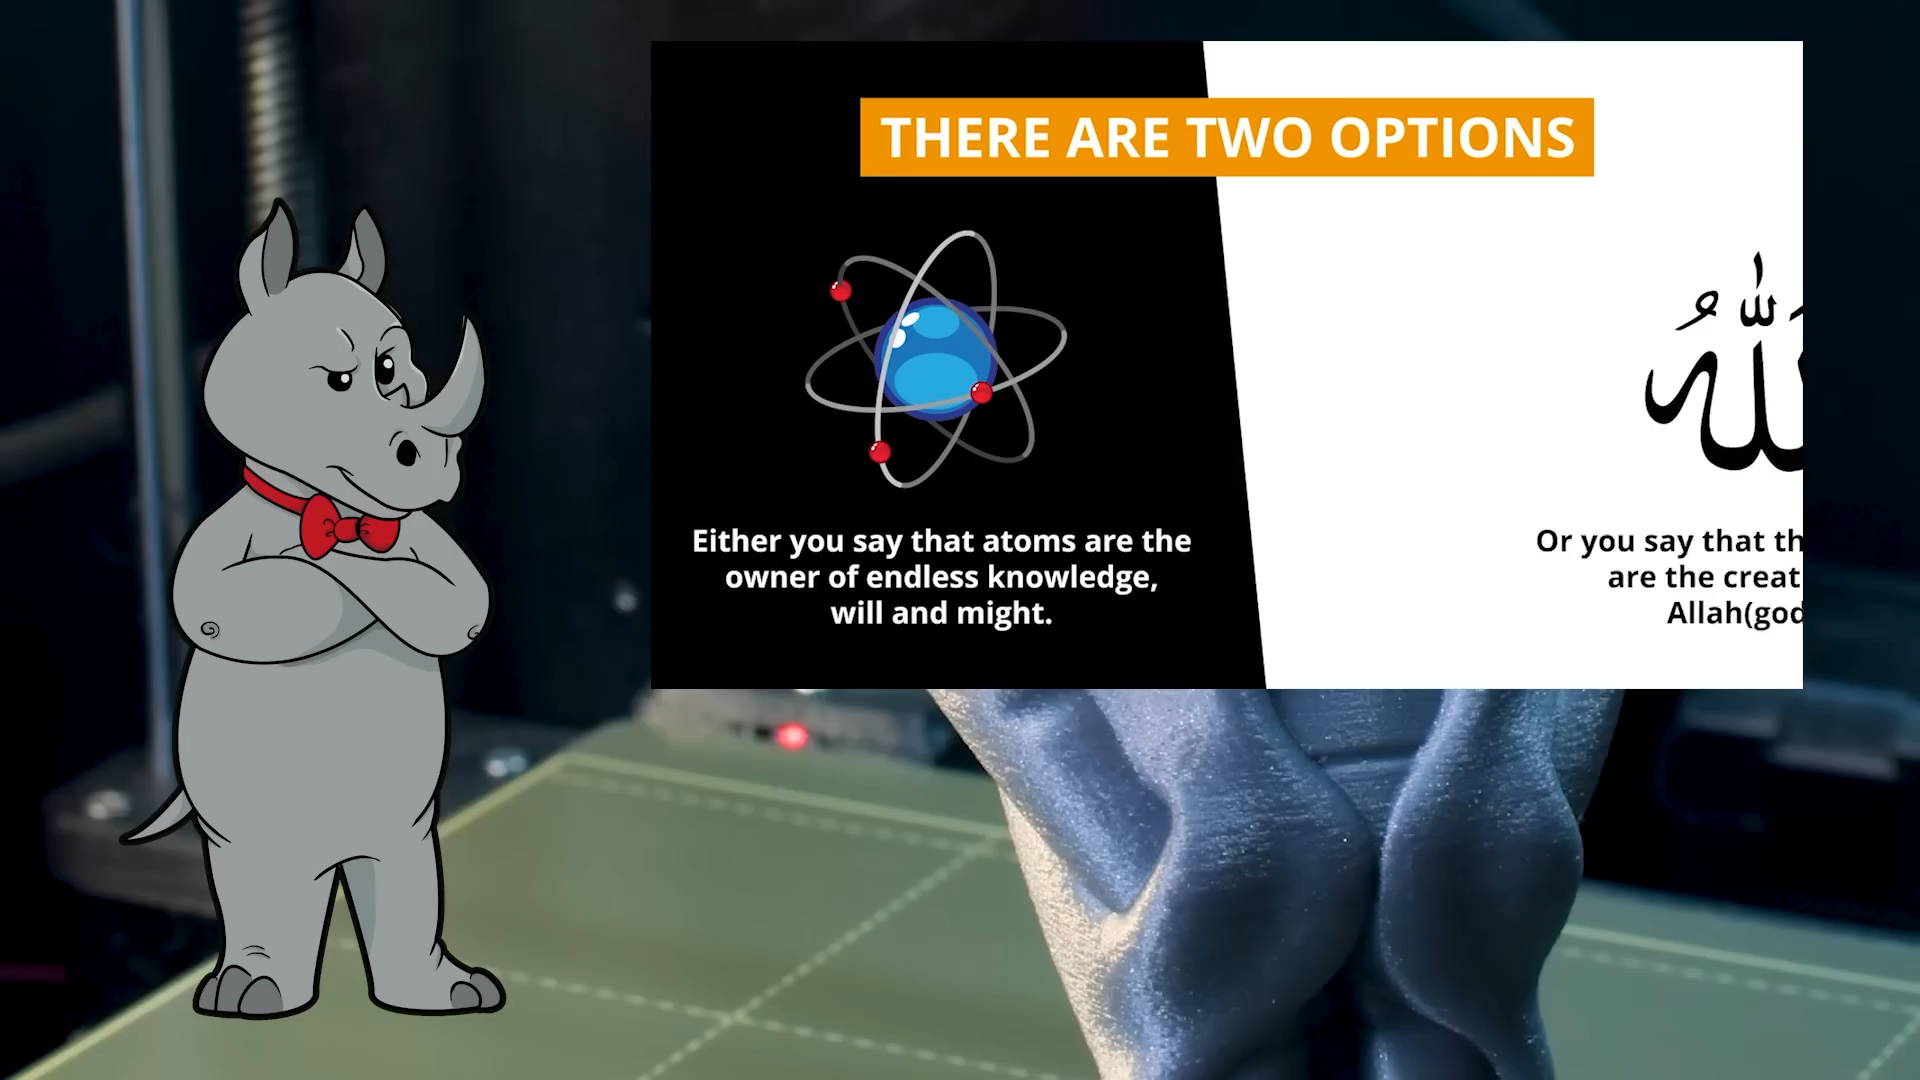 THERE ARE TWO OPTIONS
Either you say that atoms are the
owner of endless knowledge,
will and might.
Or you say that
are the